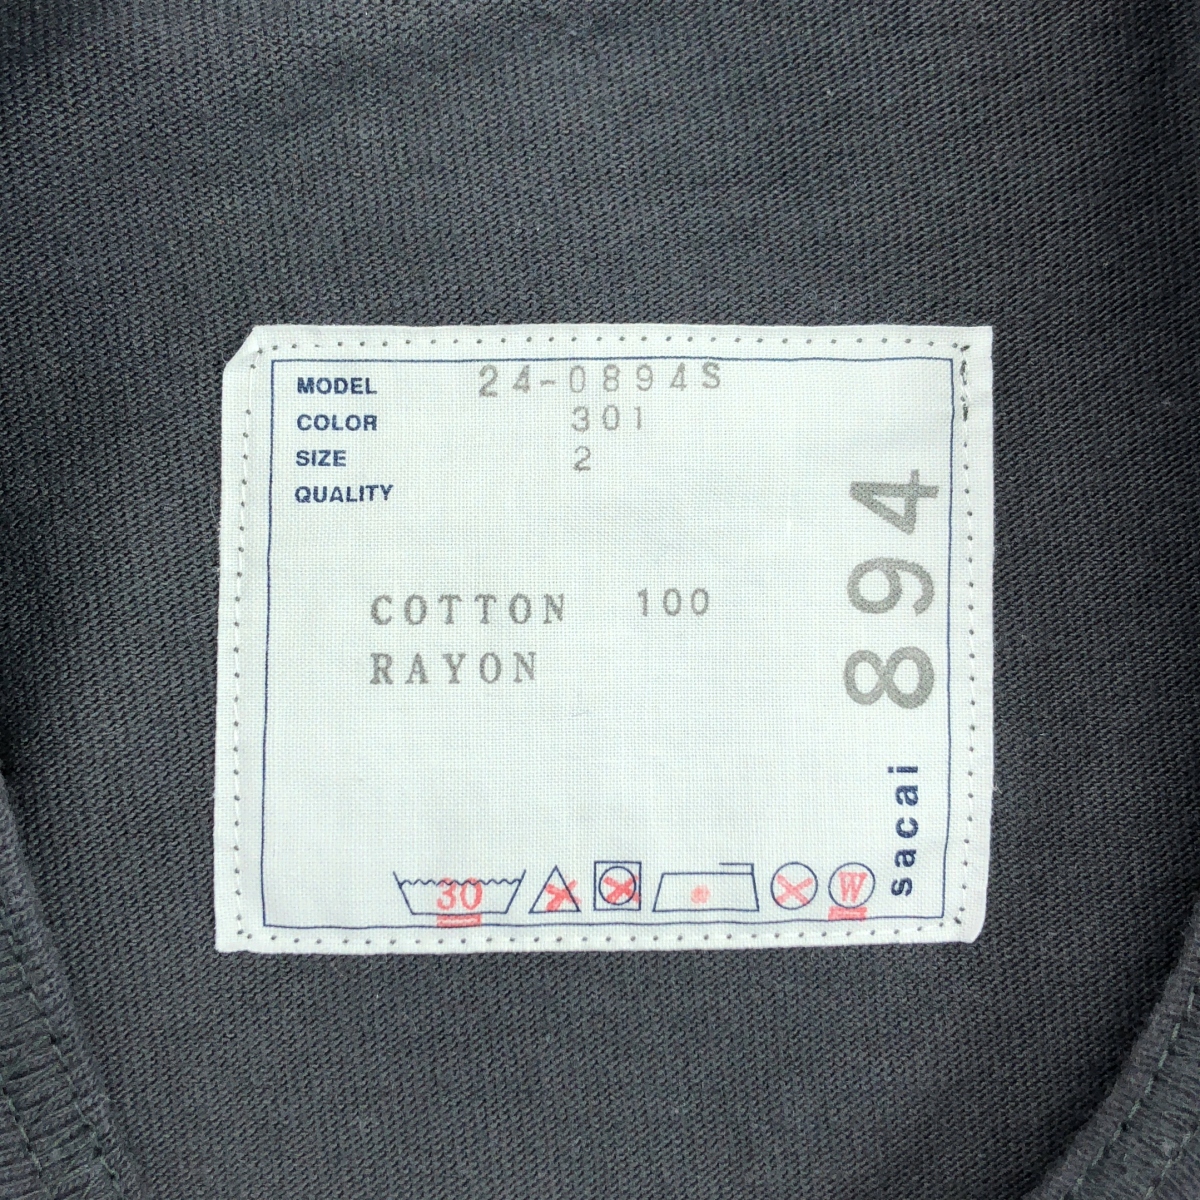 MODEL 24-0894S
COLOR 301
SIZE 2
QUALITY
COTTON 100
RAYON
30
W
sacai 894